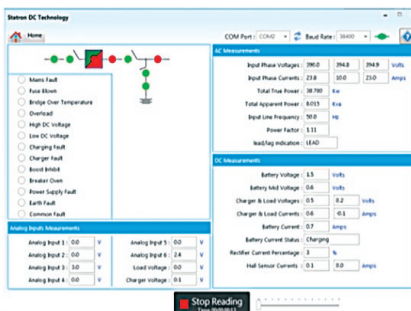 Statron DC Technology
Home
COM Port : COM2 Baud Rate : 38400
Mains Fault
Fuse Blown
Bridge Over Temperature
Overload
High DC Voltage
Low DC Voltage
Charging Fault
Charger Fault
Boost Inhibit
Breaker Oven
Power Supply Fault
Earth Fault
Common Fault
Analog Inputs Measurements
Analog Input 1 : 0.0 V Analog Input 5 : 0.0 V
Analog Input 2 : 0.0 V Analog Input 6 : 2.4 V
Analog Input 3 : 3.0 V Load Voltage : 0.0 V
Analog Input 4 : 0.0 V Charger Voltage : 0.1 V
AC Measurements
Input Phase Voltages : 390.0 394.8 394.9 Volts
Input Phase Currents : 23.8 10.0 23.0 Amps
Total True Power : 38.780 Kw
Total Apparent Power : 8.015 Kva
Input Line Frequency : 50.0 Hz
Power Factor : 1.11
lead/lag indication : LEAD
DC Measurements
Battery Voltage : 1.5 Volts
Battery Mid Voltage : 0.6 Volts
Charger & Load Voltages : 0.5 0.2 Volts
Charger & Load Currents : 0.6 -0.1 Amps
Battery Current : 0.7 Amps
Battery Current Status : Charging
Rectifier Current Percentage : 3 %
Hall Sensor Currents : 0.1 0.0 Amps
Stop Reading